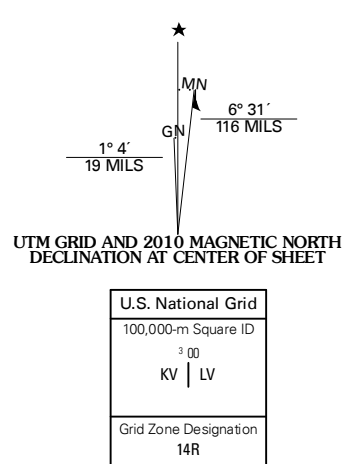 ★
MN
6° 31´
116 MILS
GN
1° 4´
19 MILS
UTM GRID AND 2010 MAGNETIC NORTH
DECLINATION AT CENTER OF SHEET
U.S. National Grid
100,000-m Square ID
3 00
KV LV
Grid Zone Designation
14R